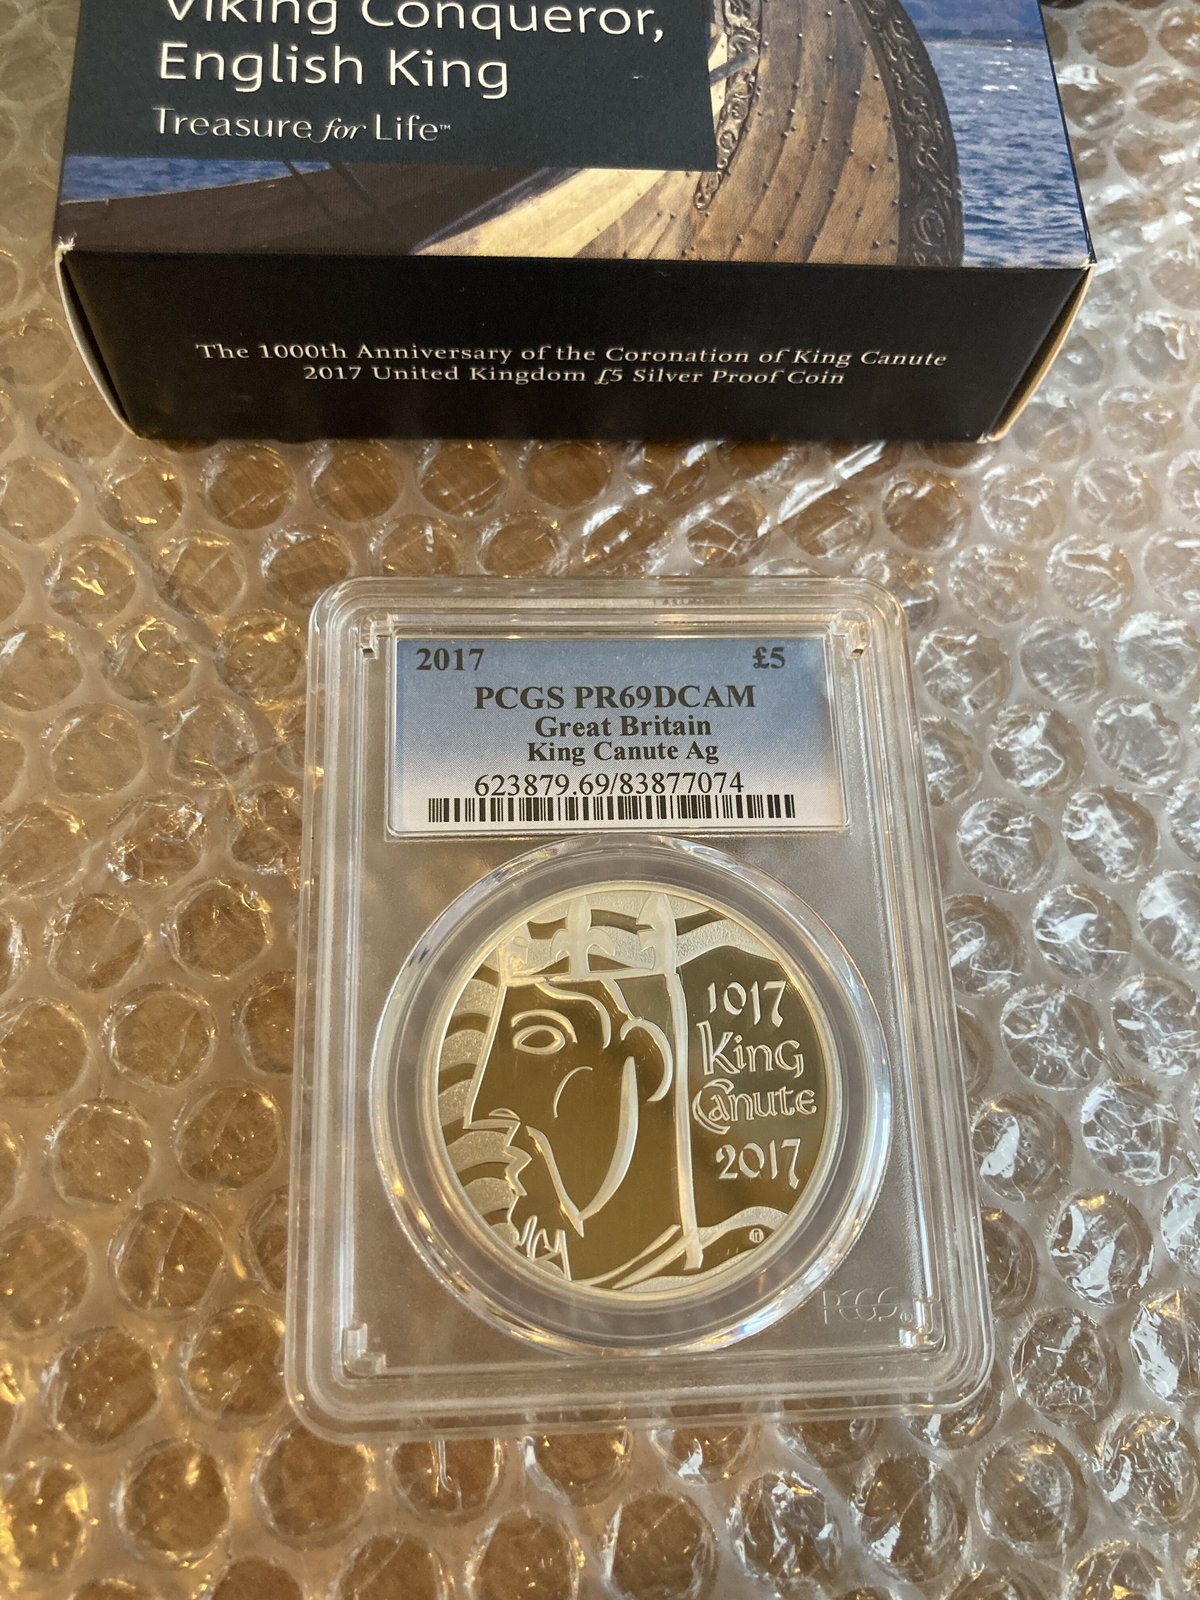 Viking Conqueror,
English King
Treasure for Life™
The 1000th Anniversary of the Coronation of King Canute
2017 United Kingdom £5 Silver Proof Coin
2017 £5
PCGS PR69DCAM
Great Britain
King Canute Ag
623879.69/83877074
1017
King
Canute
2017
PCGS